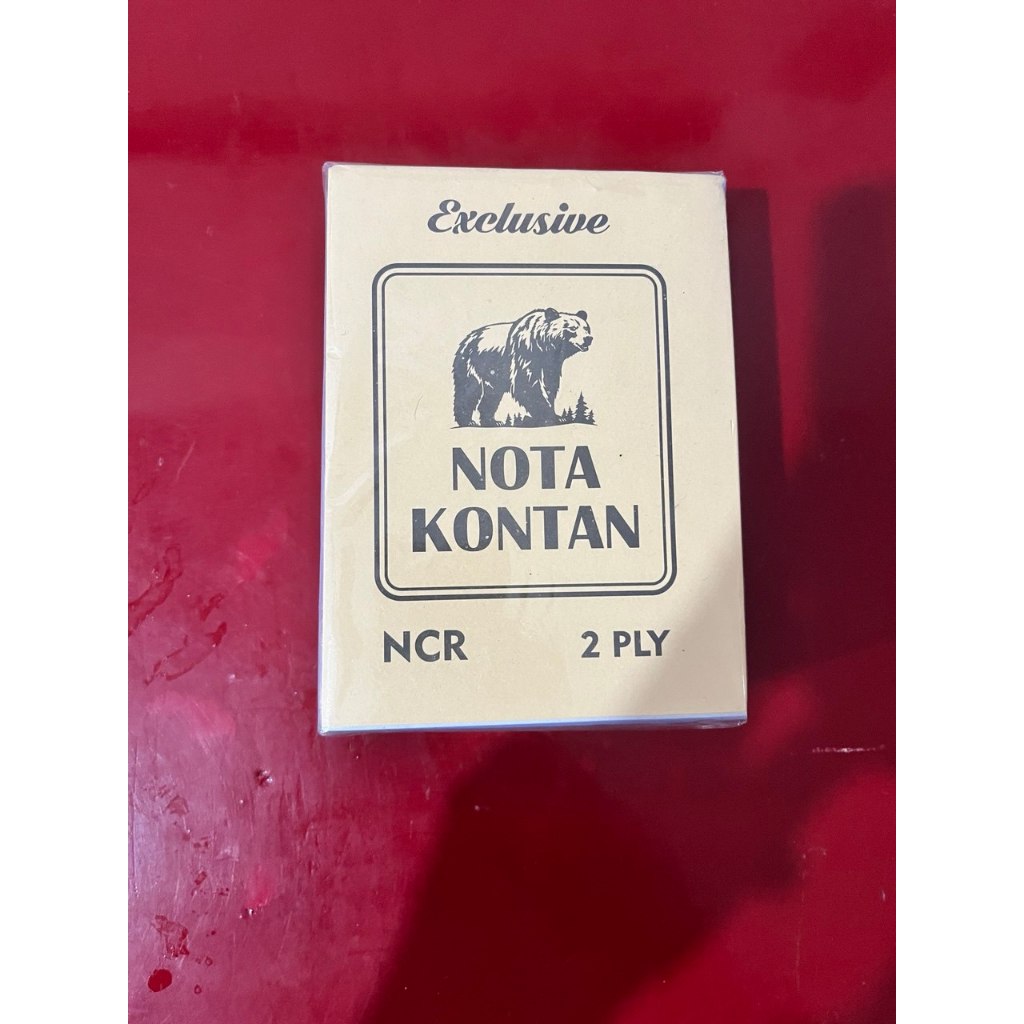 Exclusive
NOTA
KONTAN
NCR 2 PLY